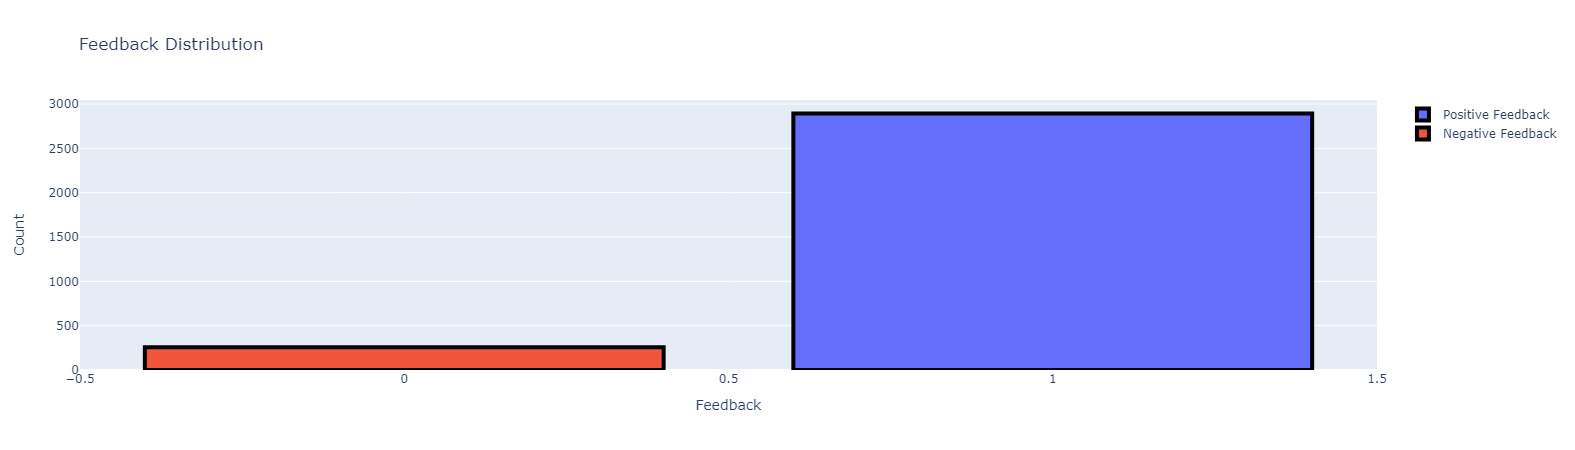 Feedback Distribution
3000
2500
2000
1500
1000
500
0
−0.5
0
0.5
1
1.5
Count
Feedback
Positive Feedback
Negative Feedback